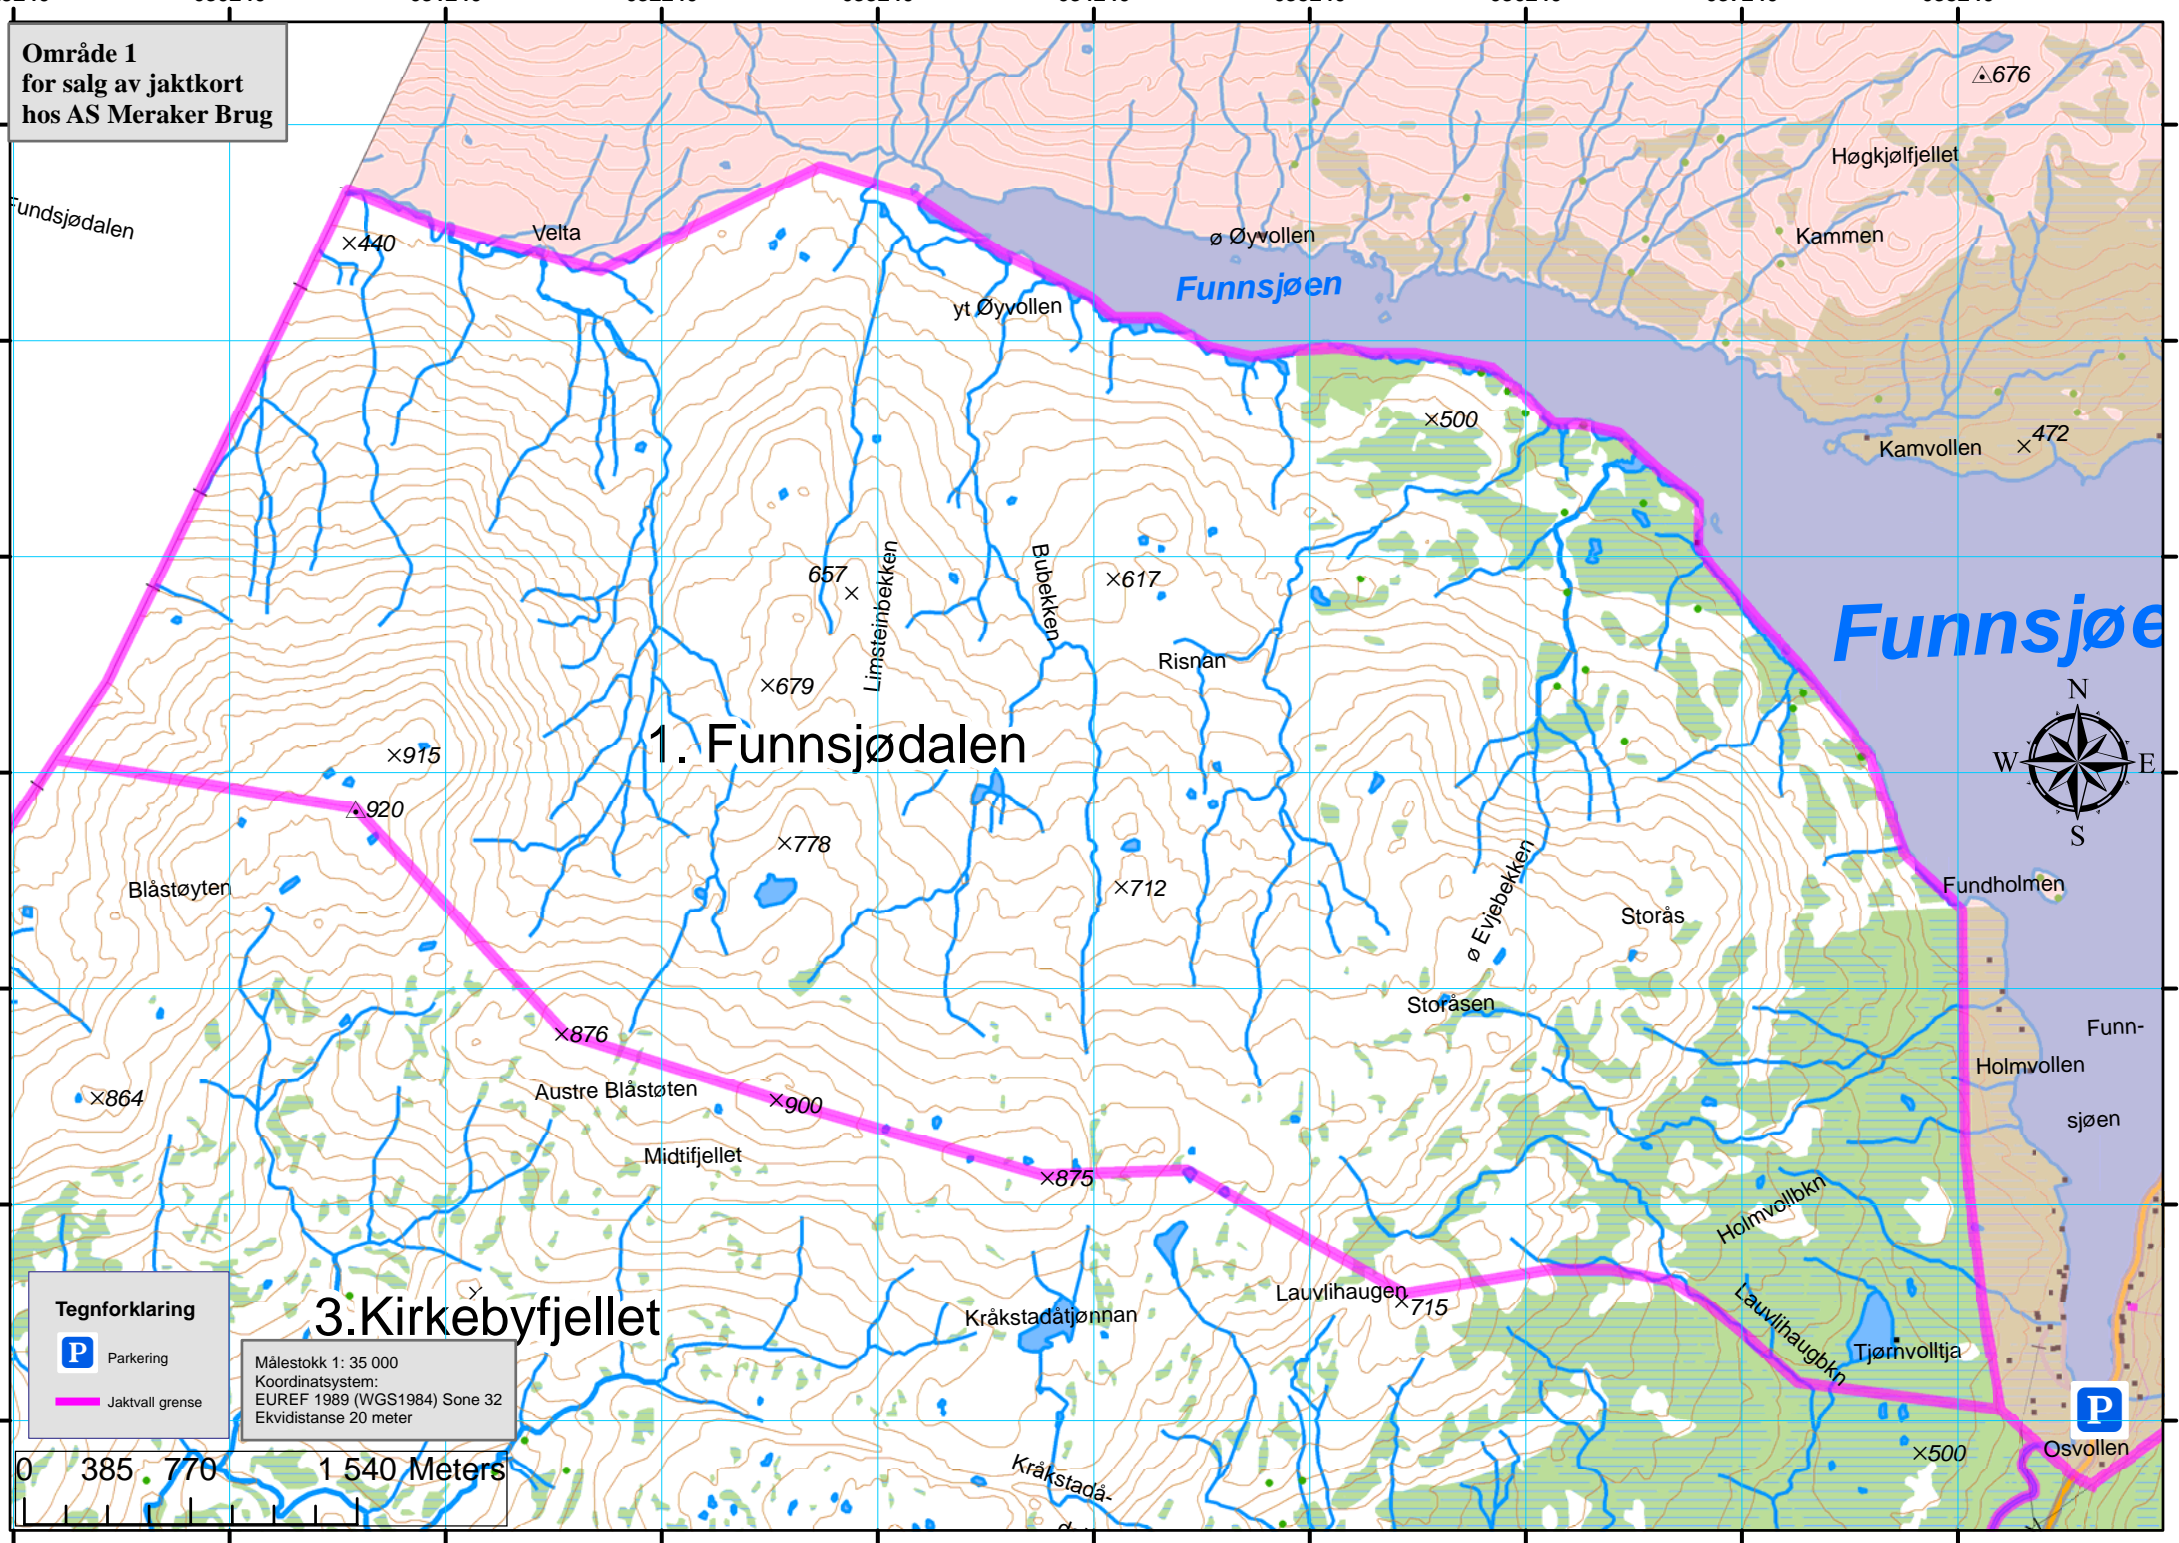 Område 1
for salg av jaktkort
hos AS Meraker Brug
676
Høgkjølfjellet
Fundsjødalen
440
Velta
ø Øyvollen
Kammen
Funnsjøen
yt Øyvollen
500
Kamvollen
472
657
Limsteinbekken
Bubekken
617
Funnsjøe
Risnan
679
N
W
E
S
1. Funnsjødalen
915
920
778
712
Blåstøyten
ø Evjebekken
Storås
Fundholmen
Storåsen
876
Funn-
sjøen
Holmvollen
Austre Blåstøten
864
900
Midtifjellet
875
Holmvollbkn
Lauvlihaugen
715
Lauvlihaugbkn
Tjørnvolltja
Kråkstadåtjønnan
3.Kirkebyfjellet
Tegnforklaring
P Parkering
Jaktvall grense
Målestokk 1: 35 000
Koordinatsystem:
EUREF 1989 (WGS1984) Sone 32
Ekvidistanse 20 meter
0 385 770 1 540 Meters
Kråkstadå-
500
P
Osvollen